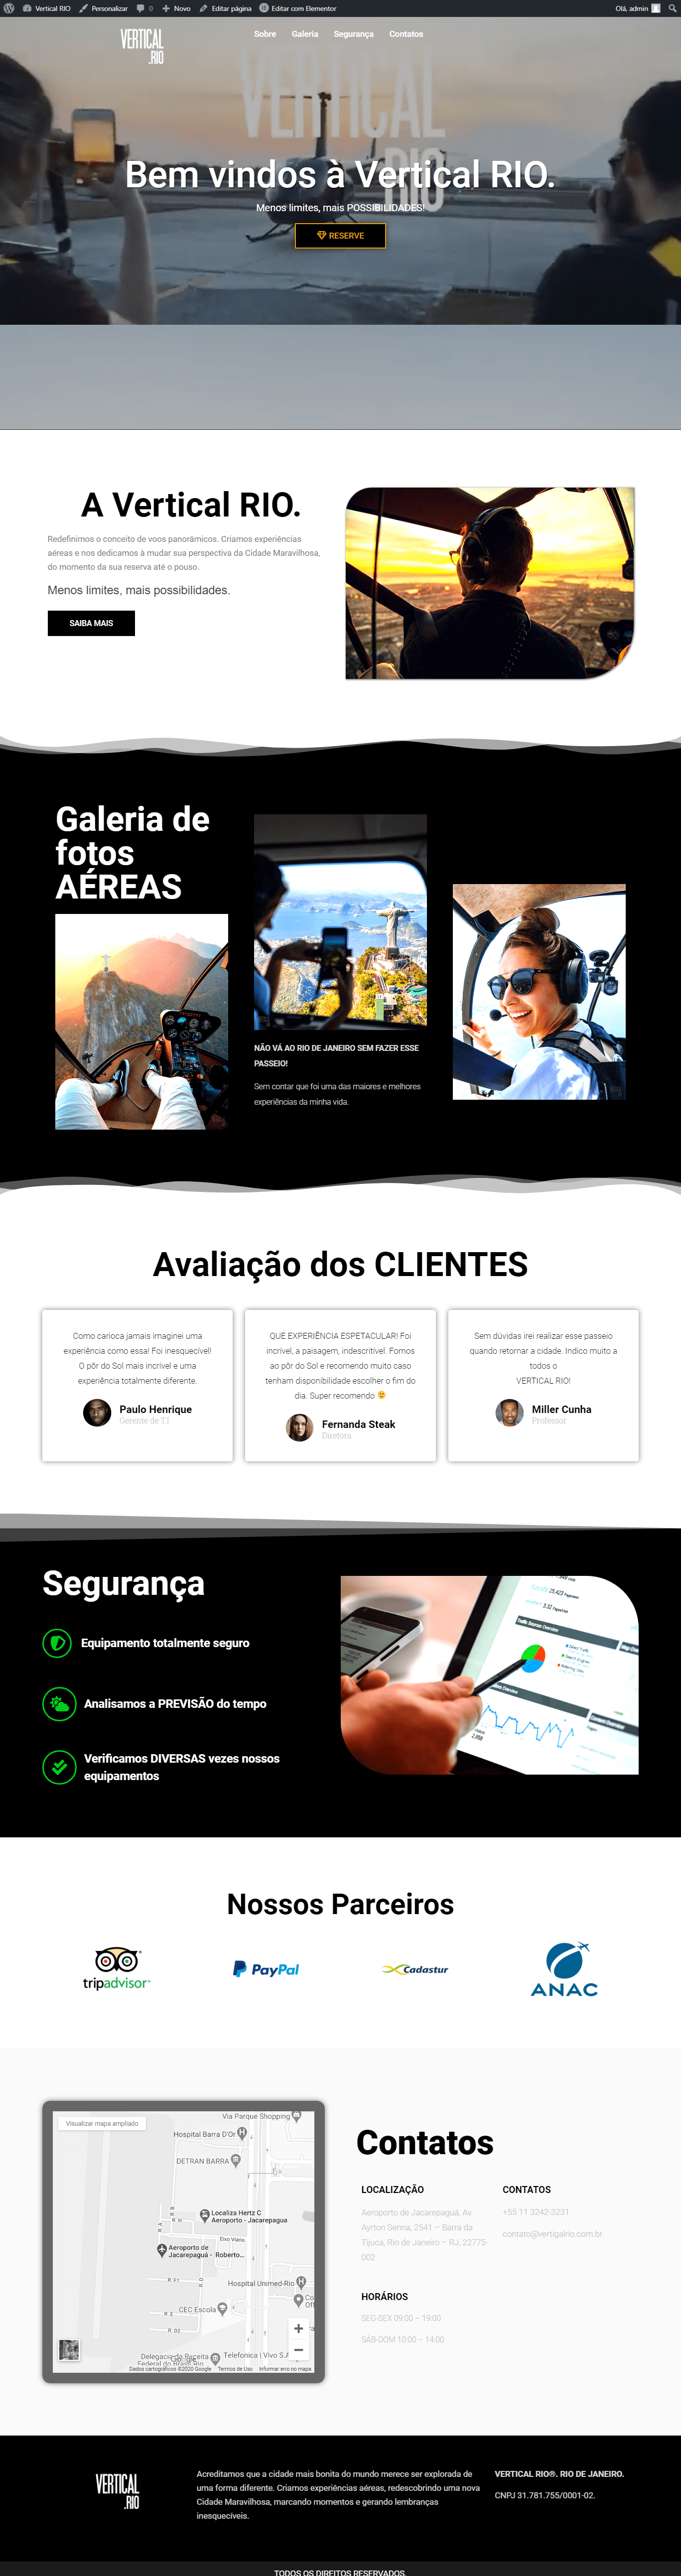 Vertical RIO Personalizar 0 Novo Editar página Editar com Elementor Olá, admin
VERTICAL
.RIO
Sobre Galeria Segurança Contatos
VERTICAL
.RIO
Bem vindos à Vertical RIO.
Menos limites, mais POSSIBILIDADES!
RESERVE
A Vertical RIO.
Redefinimos o conceito de voos panorâmicos. Criamos experiências
aéreas e nos dedicamos à mudar sua perspectiva da Cidade Maravilhosa,
do momento da sua reserva até o pouso.
Menos limites, mais possibilidades.
SAIBA MAIS
Galeria de
fotos
AÉREAS
NÃO VÁ AO RIO DE JANEIRO SEM FAZER ESSE
PASSEIO!
Sem contar que foi uma das maiores e melhores
experiências da minha vida.
Avaliação dos CLIENTES
Como carioca jamais imaginei uma
experiência como essa! Foi inesquecível!
O pôr do Sol mais incrível e uma
experiência totalmente diferente.
Paulo Henrique
Gerente de T.I
QUE EXPERIÊNCIA ESPETACULAR! Foi
incrível, a paisagem, indescritível. Fomos
ao pôr do Sol e recomendo muito caso
tenham disponibilidade escolher o fim do
dia. Super recomendo 🙂
Fernanda Steak
Diretora
Sem dúvidas irei realizar esse passeio
quando retornar a cidade. Indico muito a
todos o
VERTICAL RIO!
Miller Cunha
Professor
Segurança
Equipamento totalmente seguro
Analisamos a PREVISÃO do tempo
Verificamos DIVERSAS vezes nossos
equipamentos
Traffic Sources Overview
Nossos Parceiros
tripadvisor
PayPal
Cadastur
ANAC
Visualizar mapa ampliado
Via Parque Shopping
Hospital Barra D'Or
DETRAN BARRA
Localiza Hertz C
Aeroporto - Jacarepagua
Eixo Viário
Aeroporto de
Jacarepaguá - Roberto...
Hospital Unimed-Rio
CEC Escola
Delegacia da Receita
Federal do Brasil Rio
Telefonica | Vivo S.A
Google
Dados cartográficos ©2020 Google Termos de Uso Informar erro no mapa
Contatos
LOCALIZAÇÃO
Aeroporto de Jacarepaguá, Av.
Ayrton Senna, 2541 – Barra da
Tijuca, Rio de Janeiro – RJ, 22775-
002
CONTATOS
+55 11 3242-3231
contato@vertigalrio.com.br
HORÁRIOS
SEG-SEX 09:00 – 19:00
SÁB-DOM 10:00 – 14:00
VERTICAL
.RIO
Acreditamos que a cidade mais bonita do mundo merece ser explorada de
uma forma diferente. Criamos experiências aéreas, redescobrindo uma nova
Cidade Maravilhosa, marcando momentos e gerando lembranças
inesquecíveis.
VERTICAL RIO®. RIO DE JANEIRO.
CNPJ 31.781.755/0001-02.
TODOS OS DIREITOS RESERVADOS.